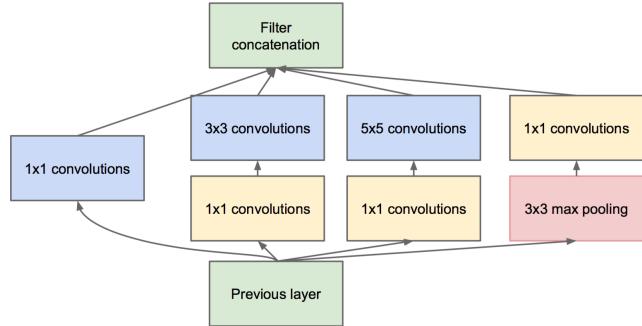 Filter
concatenation
3x3 convolutions
5x5 convolutions
1x1 convolutions
1x1 convolutions
1x1 convolutions
1x1 convolutions
3x3 max pooling
Previous layer